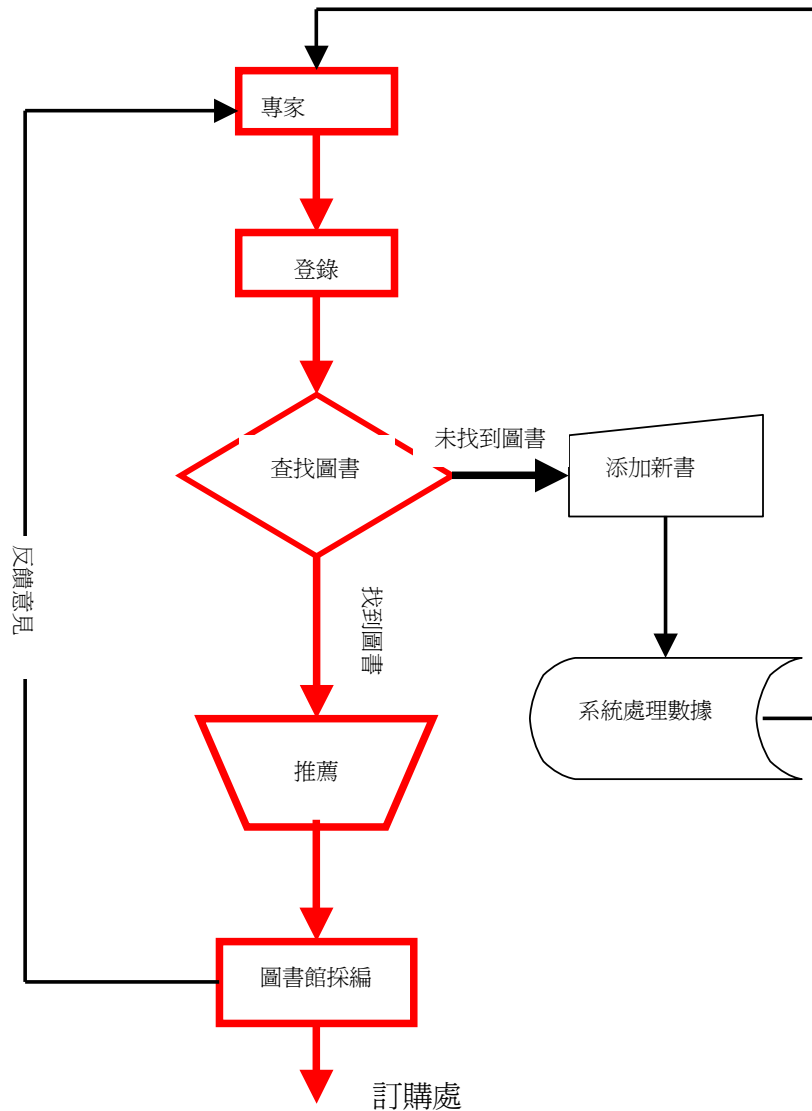 專家
登錄
未找到圖書
查找圖書
添加新書
反饋意見
找到圖書
系統處理數據
推薦
圖書館採編
訂購處